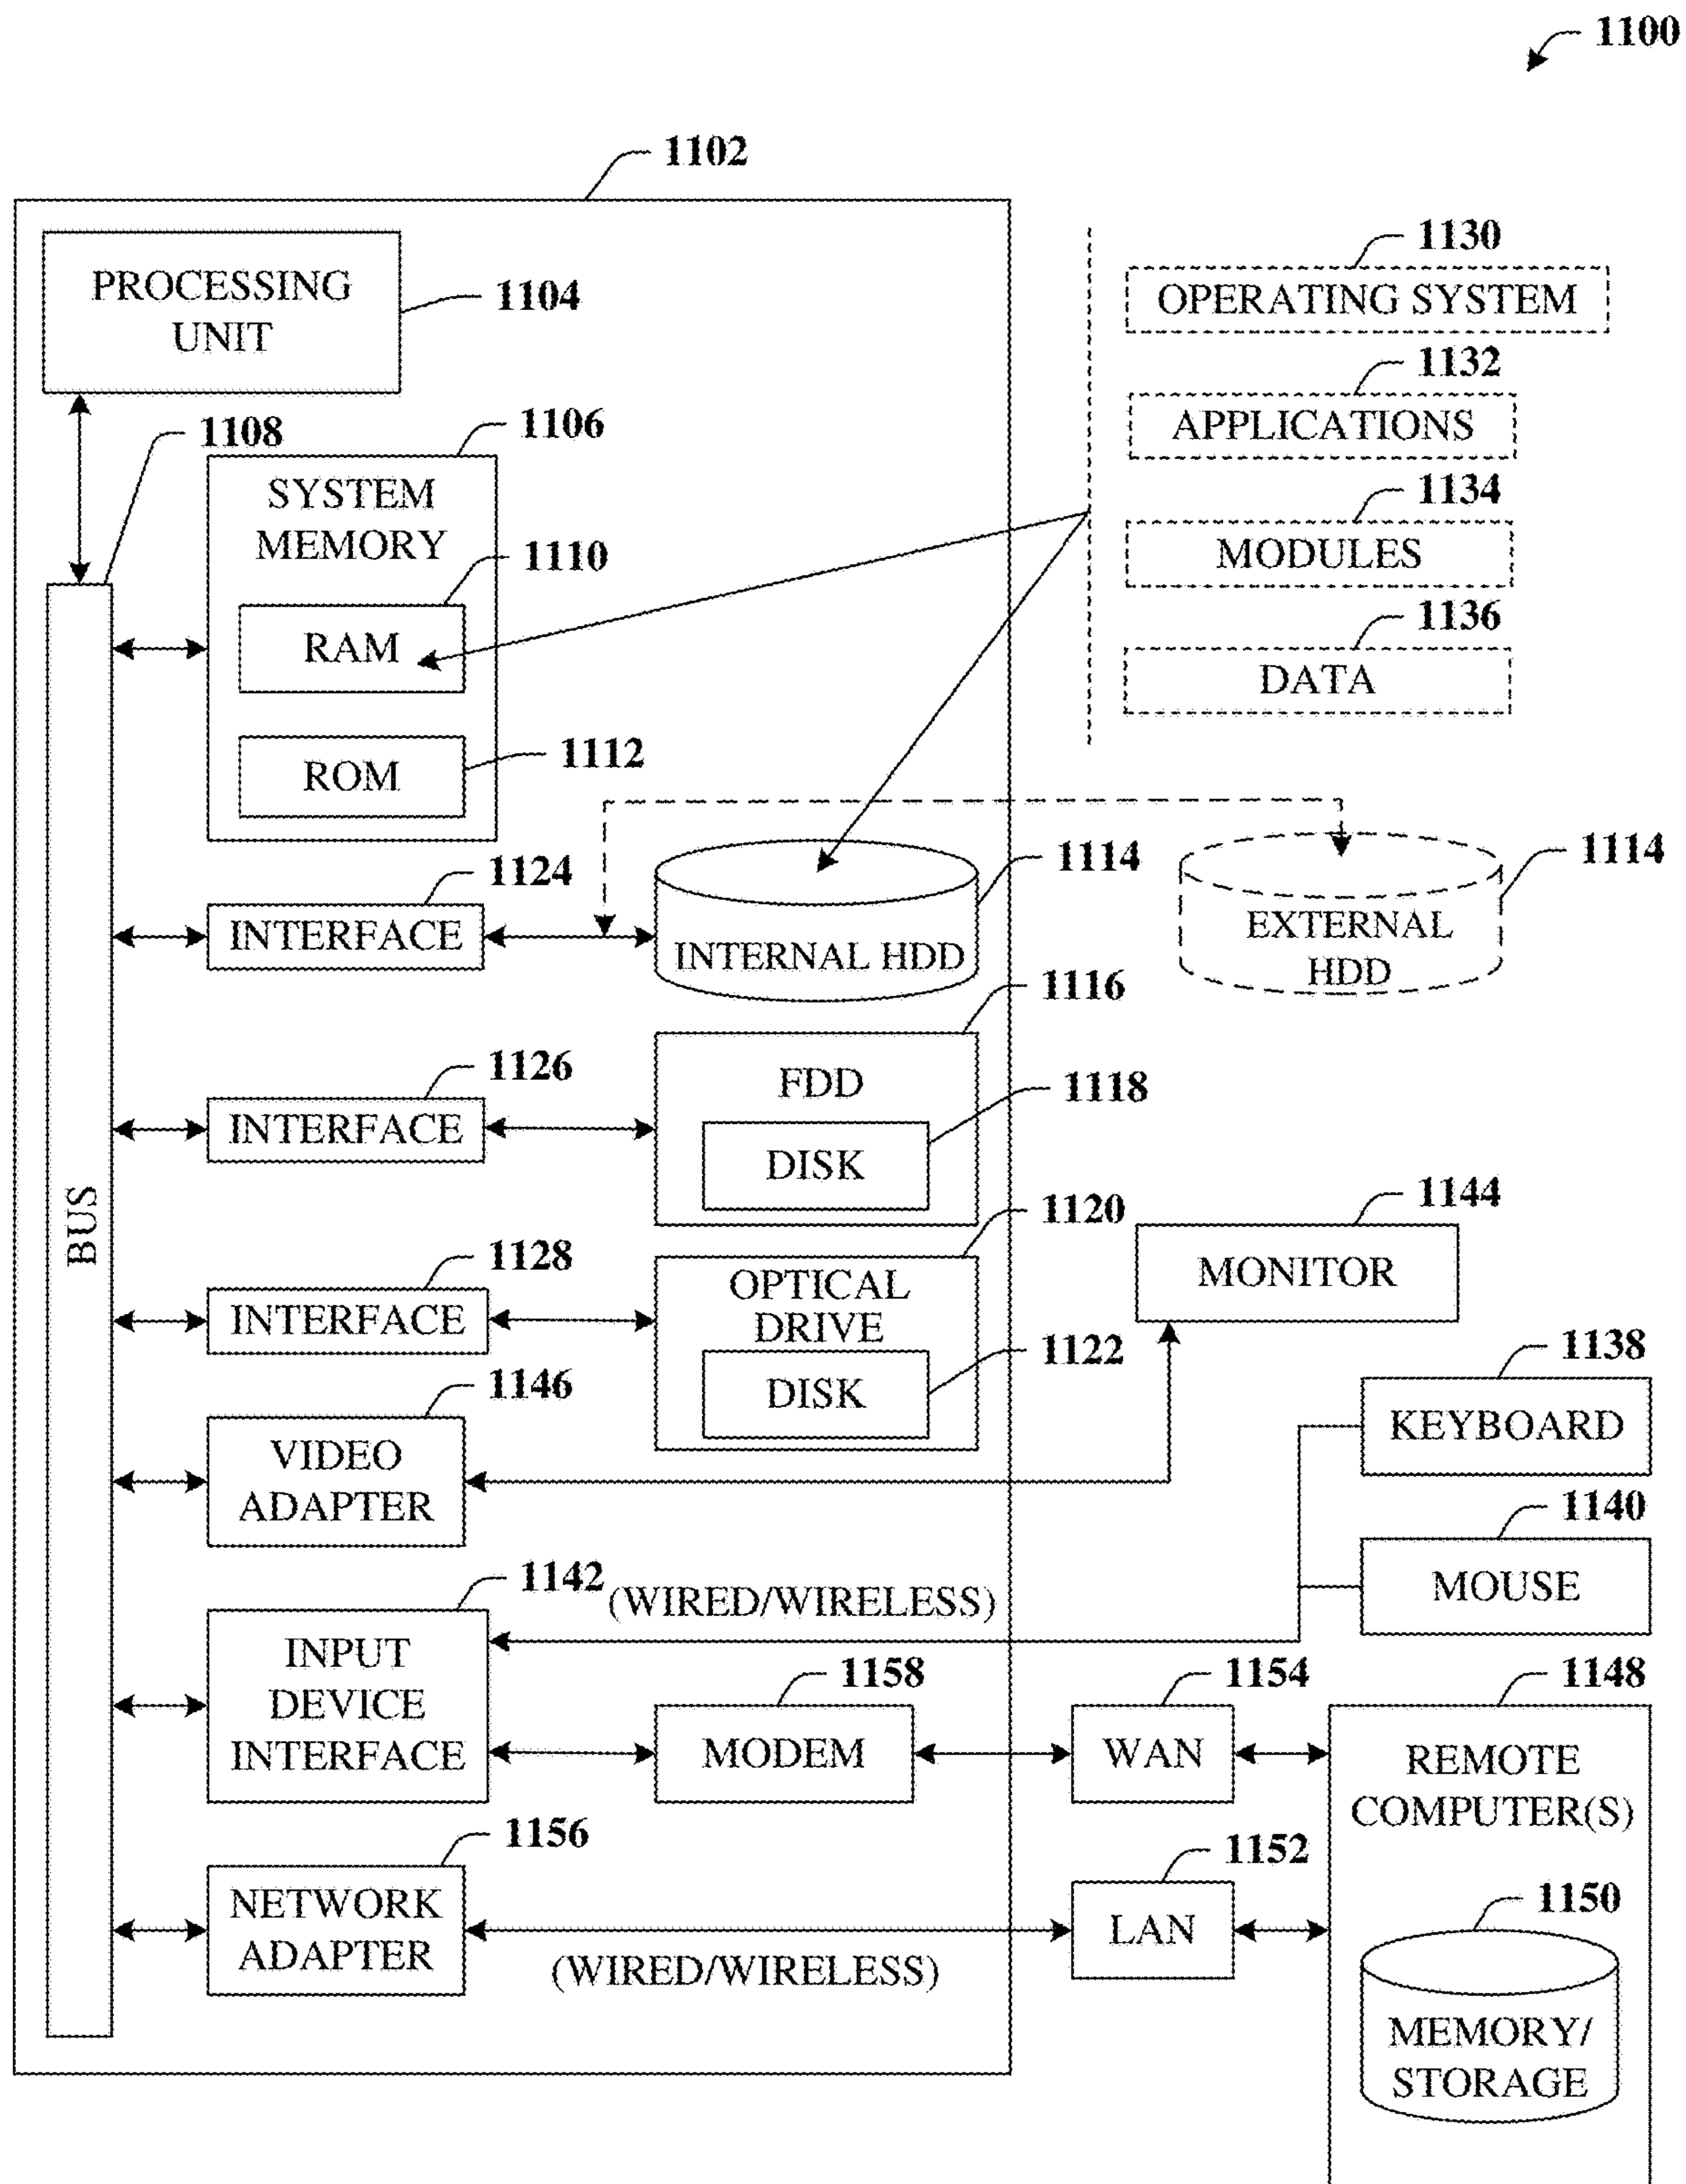 1100
1102
PROCESSING
UNIT
1104
1130
OPERATING SYSTEM
1132
APPLICATIONS
1134
MODULES
1136
DATA
1108
1106
SYSTEM
MEMORY
1110
RAM
1112
ROM
1124
INTERFACE
1114
INTERNAL HDD
1114
EXTERNAL
HDD
1116
FDD
1126
INTERFACE
1118
DISK
BUS
1120
OPTICAL
DRIVE
1128
INTERFACE
1122
DISK
1144
MONITOR
1146
VIDEO
ADAPTER
1138
KEYBOARD
1140
MOUSE
1142
(WIRED/WIRELESS)
INPUT
DEVICE
INTERFACE
1158
MODEM
1154
WAN
1148
REMOTE
COMPUTER(S)
1156
NETWORK
ADAPTER
(WIRED/WIRELESS)
1152
LAN
1150
MEMORY/
STORAGE